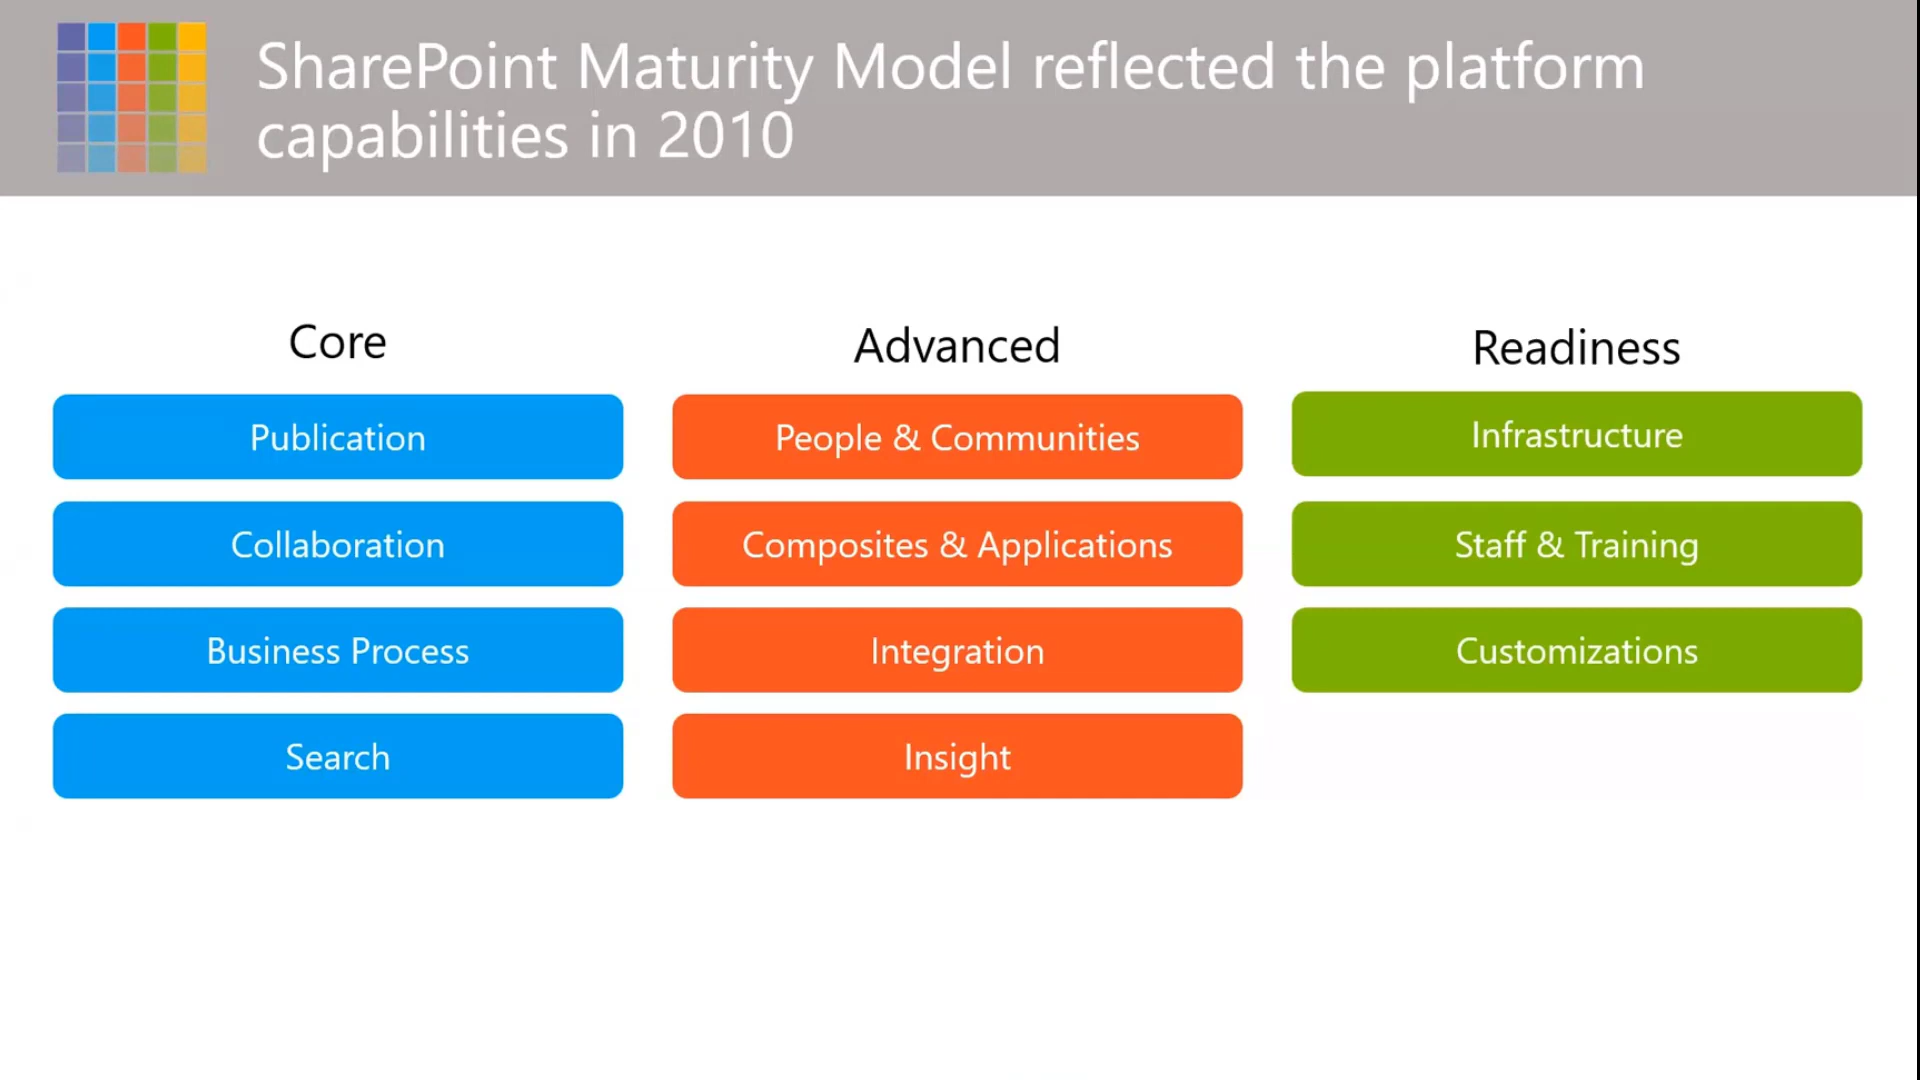 SharePoint Maturity Model reflected the platform
capabilities in 2010
Core
Publication
Collaboration
Business Process
Search
Advanced
People & Communities
Composites & Applications
Integration
Insight
Readiness
Infrastructure
Staff & Training
Customizations